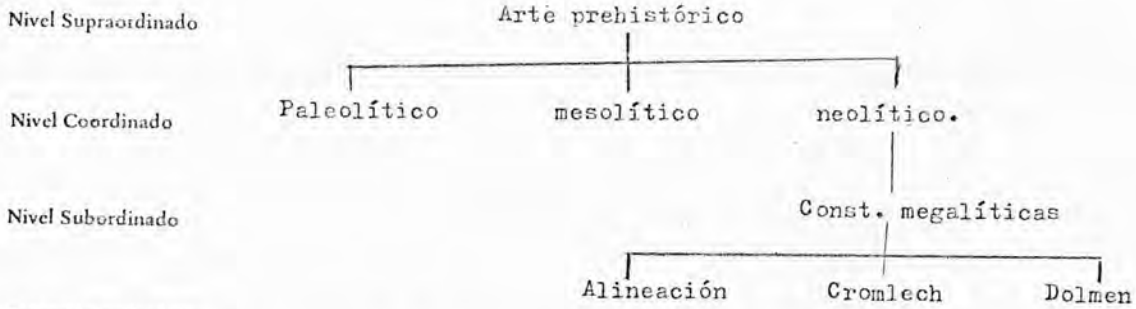 Nivel Supraordinado
Arte prehistórico
Nivel Coordinado
Paleolítico mesolítico neolítico.
Nivel Subordinado
Const. megalíticas
Alineación Cromlech Dolmen